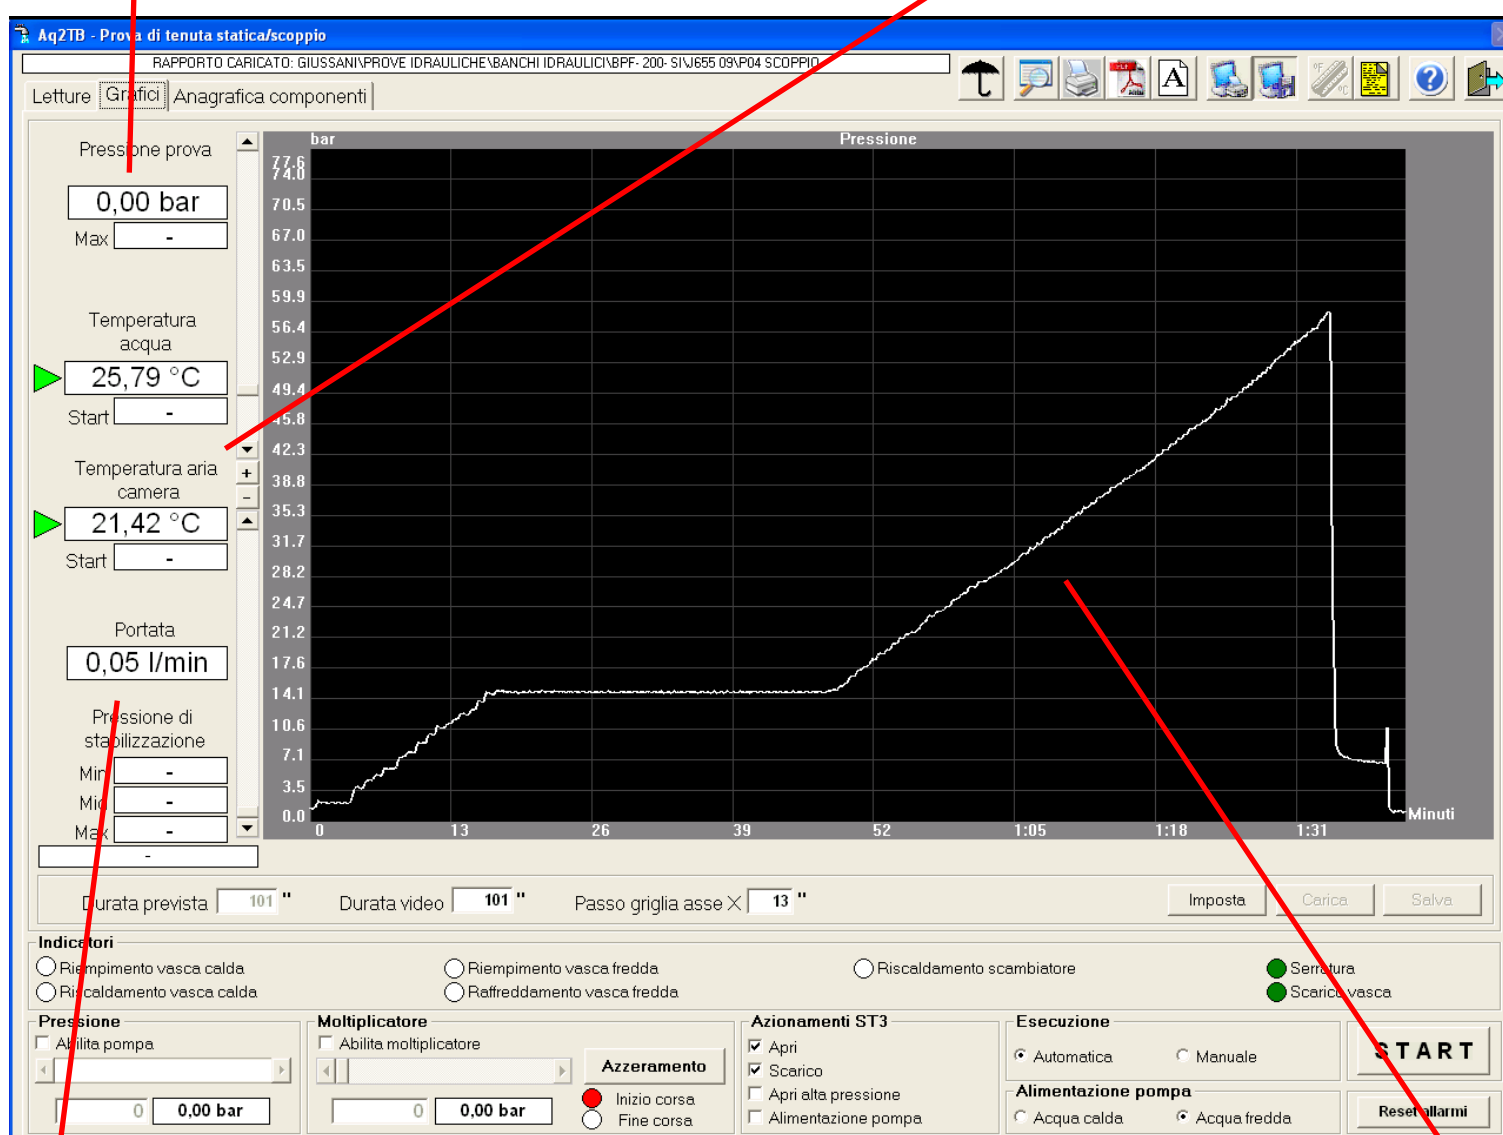 Aq2TB - Prova di tenuta statica/scoppio
RAPPORTO CARICATO: GIUSSANI\PROVE IDRAULICHE\BANCHI IDRAULICI\BPF- 200- SI\J655 09\P04 SCOPPIO
Letture Grafici Anagrafica componenti
Pressione prova
0,00 bar
Max -
Temperatura
acqua
25,79 °C
Start -
Temperatura aria
camera
21,42 °C
Start -
Portata
0,05 l/min
Pressione di
stabilizzazione
Min -
Mid -
Max -
-
+
-
bar
Pressione
77.6
74.0
70.5
67.0
63.5
59.9
56.4
52.9
49.4
45.8
42.3
38.8
35.3
31.7
28.2
24.7
21.2
17.6
14.1
10.6
7.1
3.5
0.0
0 13 26 39 52 1:05 1:18 1:31
Minuti
Durata prevista 101 " Durata video 101 " Passo griglia asse X 13 " Imposta Carica Salva
Indicatori
Riempimento vasca calda Riempimento vasca fredda Riscaldamento scambiatore Serratura
Riscaldamento vasca calda Raffreddamento vasca fredda Scarico vasca
Pressione
Abilita pompa
0 0,00 bar
Moltiplicatore
Abilita moltiplicatore
Azzeramento
0 0,00 bar
Inizio corsa
Fine corsa
Azionamenti ST3
Apri
Scarico
Apri alta pressione
Alimentazione pompa
Esecuzione
Automatica Manuale
Alimentazione pompa
Acqua calda Acqua fredda
START
Reset allarmi